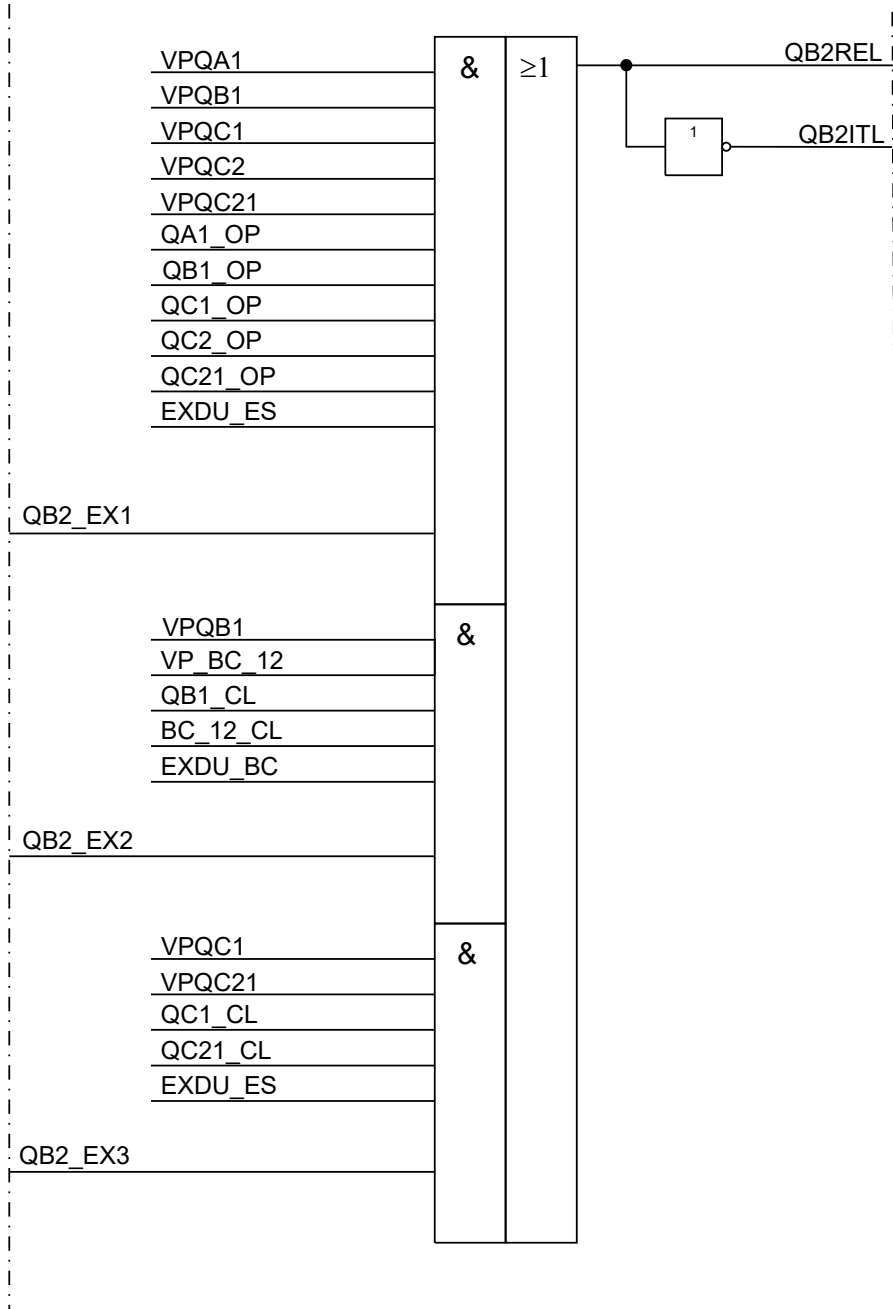 VPQA1
&
≥1
QB2REL
VPQB1
VPQC1
1
QB2ITL
VPQC2
VPQC21
QA1_OP
QB1_OP
QC1_OP
QC2_OP
QC21_OP
EXDU_ES
QB2_EX1
VPQB1
&
VP_BC_12
QB1_CL
BC_12_CL
EXDU_BC
QB2_EX2
VPQC1
&
VPQC21
QC1_CL
QC21_CL
EXDU_ES
QB2_EX3